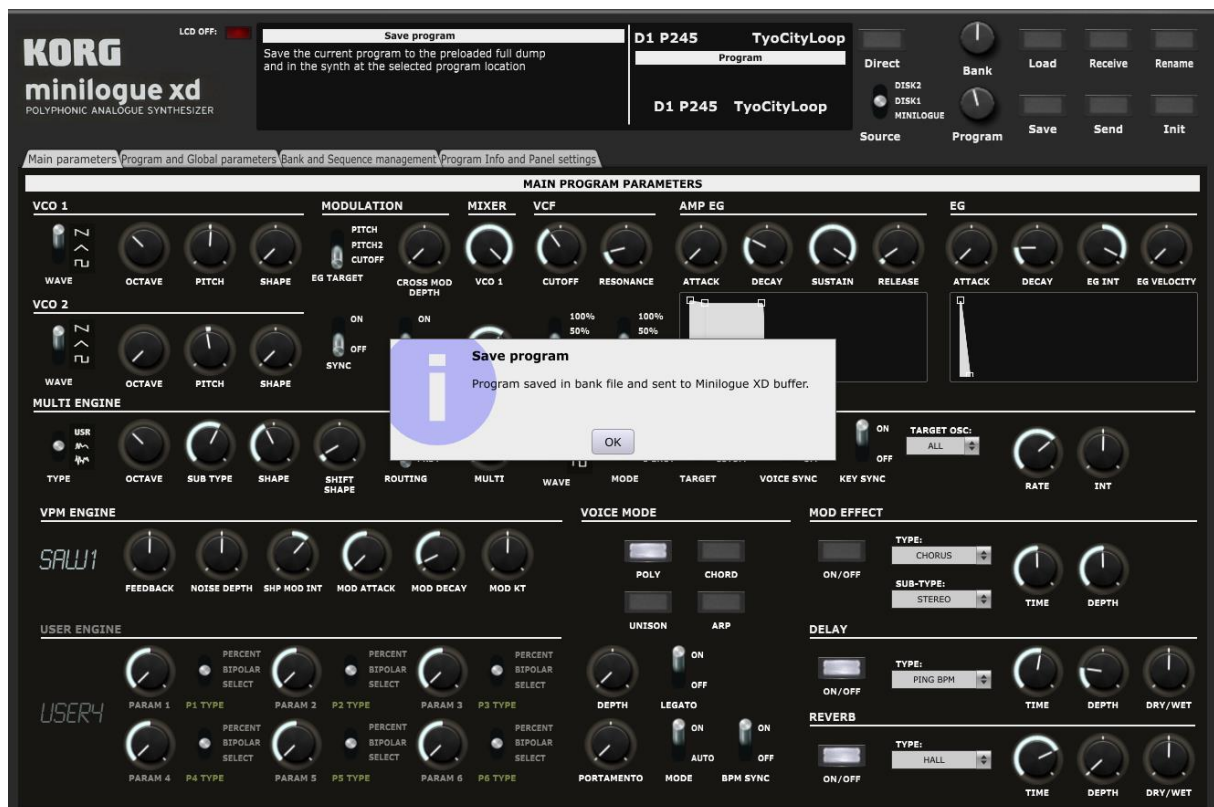 KORG
minilogue xd
POLYPHONIC ANALOGUE SYNTHESIZER
LCD OFF:
Save program
Save the current program to the preloaded full dump
and in the synth at the selected program location
D1 P245 TyoCityLoop
Program
D1 P245 TyoCityLoop
Direct
DISK2
DISK1
MINILOGUE
Source
Bank
Program
Load
Receive
Rename
Save
Send
Init
Main parameters
Program and Global parameters
Bank and Sequence management
Program Info and Panel settings
MAIN PROGRAM PARAMETERS
VCO 1
WAVE
OCTAVE
PITCH
SHAPE
MODULATION
PITCH
PITCH2
CUTOFF
EG TARGET
CROSS MOD
DEPTH
MIXER
VCO 1
VCF
CUTOFF
RESONANCE
AMP EG
ATTACK
DECAY
SUSTAIN
RELEASE
EG
ATTACK
DECAY
EG INT
EG VELOCITY
VCO 2
WAVE
OCTAVE
PITCH
SHAPE
ON
OFF
SYNC
ON
100%
50%
100%
50%
Save program
Program saved in bank file and sent to Minilogue XD buffer.
OK
MULTI ENGINE
USR
TYPE
OCTAVE
SUB TYPE
SHAPE
SHIFT
SHAPE
ROUTING
MULTI
WAVE
MODE
TARGET
VOICE SYNC
ON
OFF
KEY SYNC
TARGET OSC:
ALL
RATE
INT
VPM ENGINE
SAW1
FEEDBACK
NOISE DEPTH
SHP MOD INT
MOD ATTACK
MOD DECAY
MOD KT
VOICE MODE
POLY
CHORD
UNISON
ARP
MOD EFFECT
ON/OFF
TYPE:
CHORUS
SUB-TYPE:
STEREO
TIME
DEPTH
USER ENGINE
USER4
PARAM 1
PERCENT
BIPOLAR
SELECT
P1 TYPE
PARAM 2
PERCENT
BIPOLAR
SELECT
P2 TYPE
PARAM 3
PERCENT
BIPOLAR
SELECT
P3 TYPE
PARAM 4
PERCENT
BIPOLAR
SELECT
P4 TYPE
PARAM 5
PERCENT
BIPOLAR
SELECT
P5 TYPE
PARAM 6
PERCENT
BIPOLAR
SELECT
P6 TYPE
DEPTH
ON
OFF
LEGATO
PORTAMENTO
ON
AUTO
MODE
ON
OFF
BPM SYNC
DELAY
ON/OFF
TYPE:
PING BPM
TIME
DEPTH
DRY/WET
REVERB
ON/OFF
TYPE:
HALL
TIME
DEPTH
DRY/WET